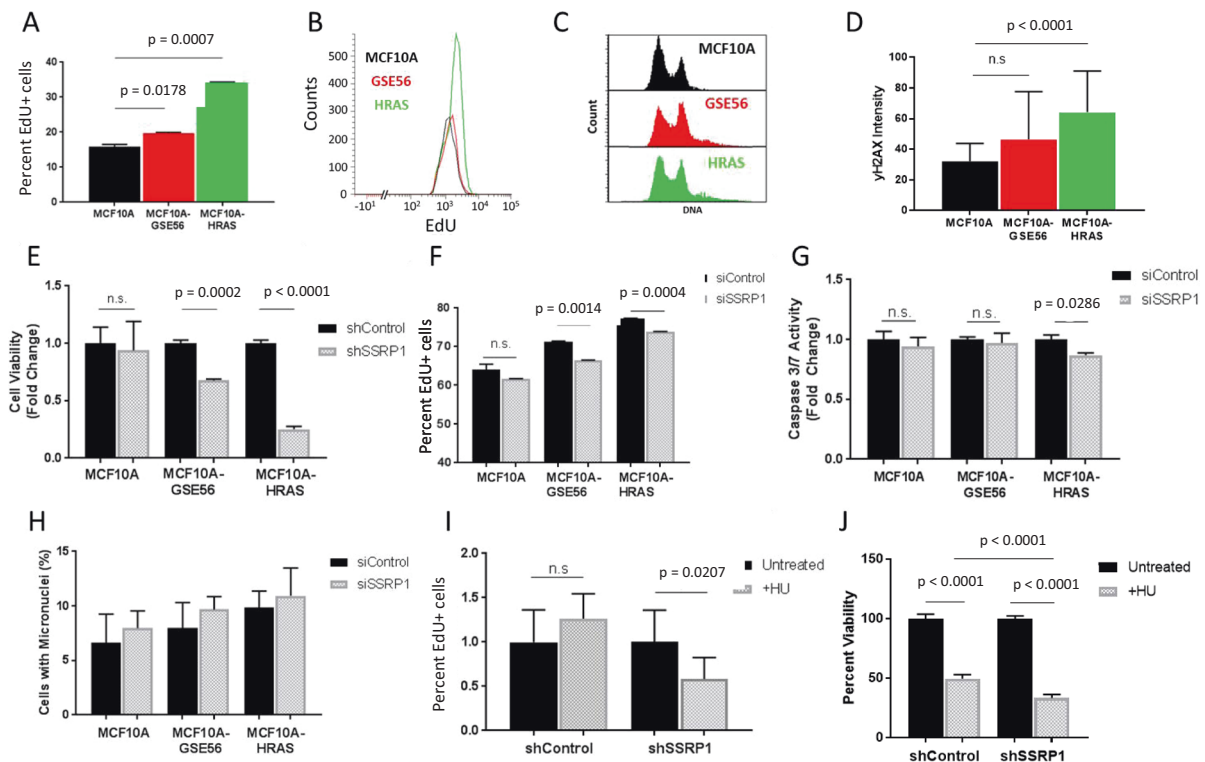 A
p = 0.0007
p = 0.0178
Percent EdU+ cells
40
30
20
10
0
MCF10A
MCF10A-
GSE56
MCF10A-
HRAS
B
MCF10A
GSE56
HRAS
Counts
500
400
300
200
100
0
-10¹
10²
10³
10⁴
10⁵
EdU
C
MCF10A
GSE56
HRAS
Count
DNA
D
p < 0.0001
n.s
yH2AX Intensity
100
80
60
40
20
0
MCF10A
MCF10A-
GSE56
MCF10A-
HRAS
E
n.s.
p = 0.0002
p < 0.0001
shControl
shSSRP1
Cell Viability
(Fold Change)
1.5
1.0
0.5
0.0
MCF10A
MCF10A-
GSE56
MCF10A-
HRAS
F
siControl
siSSRP1
n.s.
p = 0.0014
p = 0.0004
Percent EdU+ cells
80
70
60
50
40
MCF10A
MCF10A-
GSE56
MCF10A-
HRAS
G
siControl
siSSRP1
n.s.
n.s.
p = 0.0286
Caspase 3/7 Activity
(Fold Change)
1.5
1.0
0.5
0.0
MCF10A
MCF10A-
GSE56
MCF10A-
HRAS
H
siControl
siSSRP1
Cells with Micronuclei (%)
15
10
5
0
MCF10A
MCF10A-
GSE56
MCF10A-
HRAS
I
n.s
p = 0.0207
Untreated
+HU
Percent EdU+ cells
2.0
1.5
1.0
0.5
0.0
shControl
shSSRP1
J
p < 0.0001
p < 0.0001
p <0.0001
Untreated
+HU
Percent Viability
150
100
50
0
shControl
shSSRP1